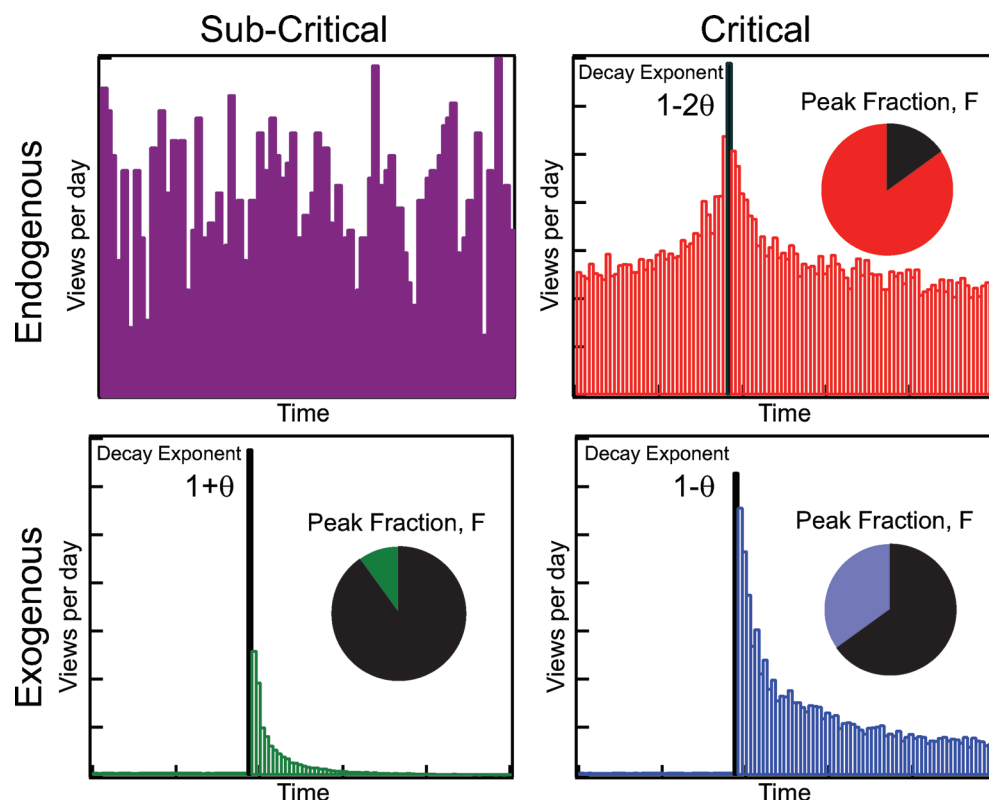 Sub-Critical
Critical
Endogenous
Views per day
Time
Decay Exponent
1-2θ
Peak Fraction, F
Views per day
Time
Exogenous
Decay Exponent
1+θ
Peak Fraction, F
Views per day
Time
Decay Exponent
1-θ
Peak Fraction, F
Views per day
Time